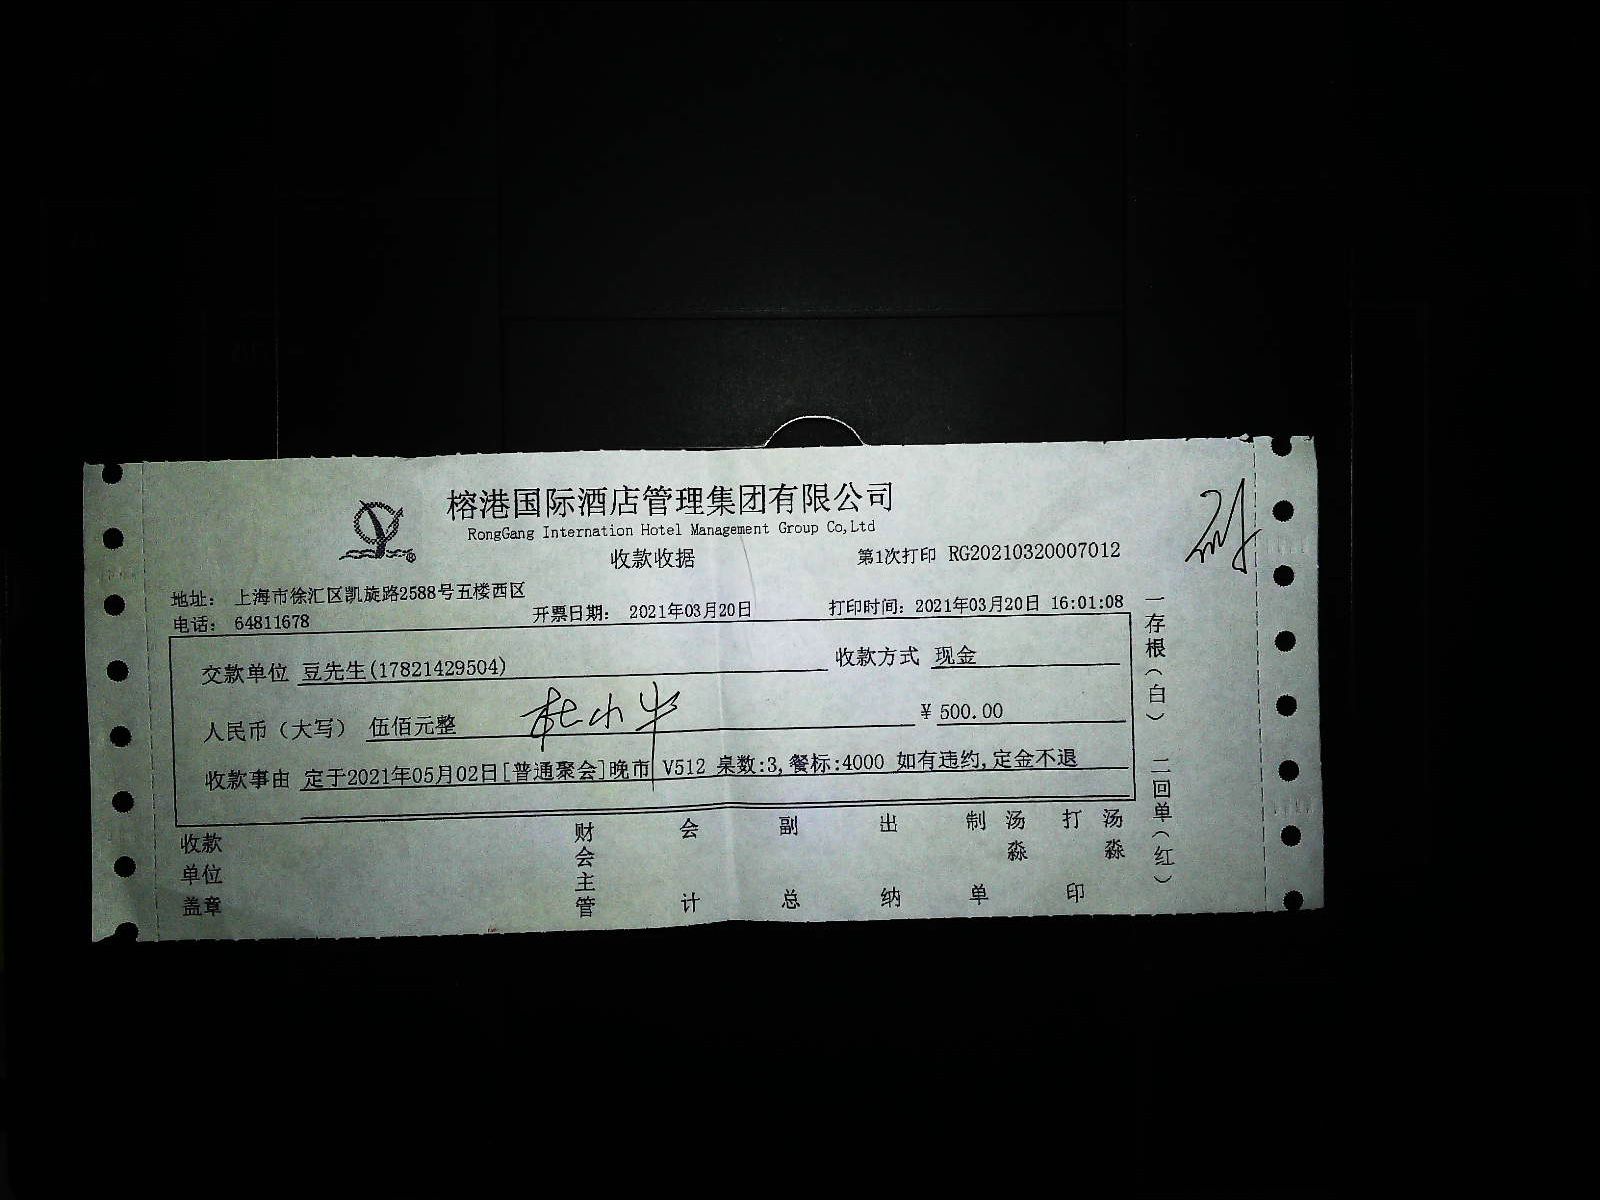 榕港国际酒店管理集团有限公司
RongGang Internation Hotel Management Group Co,Ltd
收款收据
第1次打印 RG20210320007012
地址: 上海市徐汇区凯旋路2588号五楼西区
电话: 64811678
开票日期: 2021年03月20日
打印时间: 2021年03月20日 16:01:08
交款单位 豆先生(17821429504)
收款方式 现金
人民币（大写） 伍佰元整
¥ 500.00
收款事由 定于2021年05月02日[普通聚会]晚市 V512 桌数:3,餐标:4000 如有违约,定金不退
收款单位盖章
财会主管
会计
副总
出纳
制单 汤淼
打印 汤淼
一存根（白） 二回单（红）